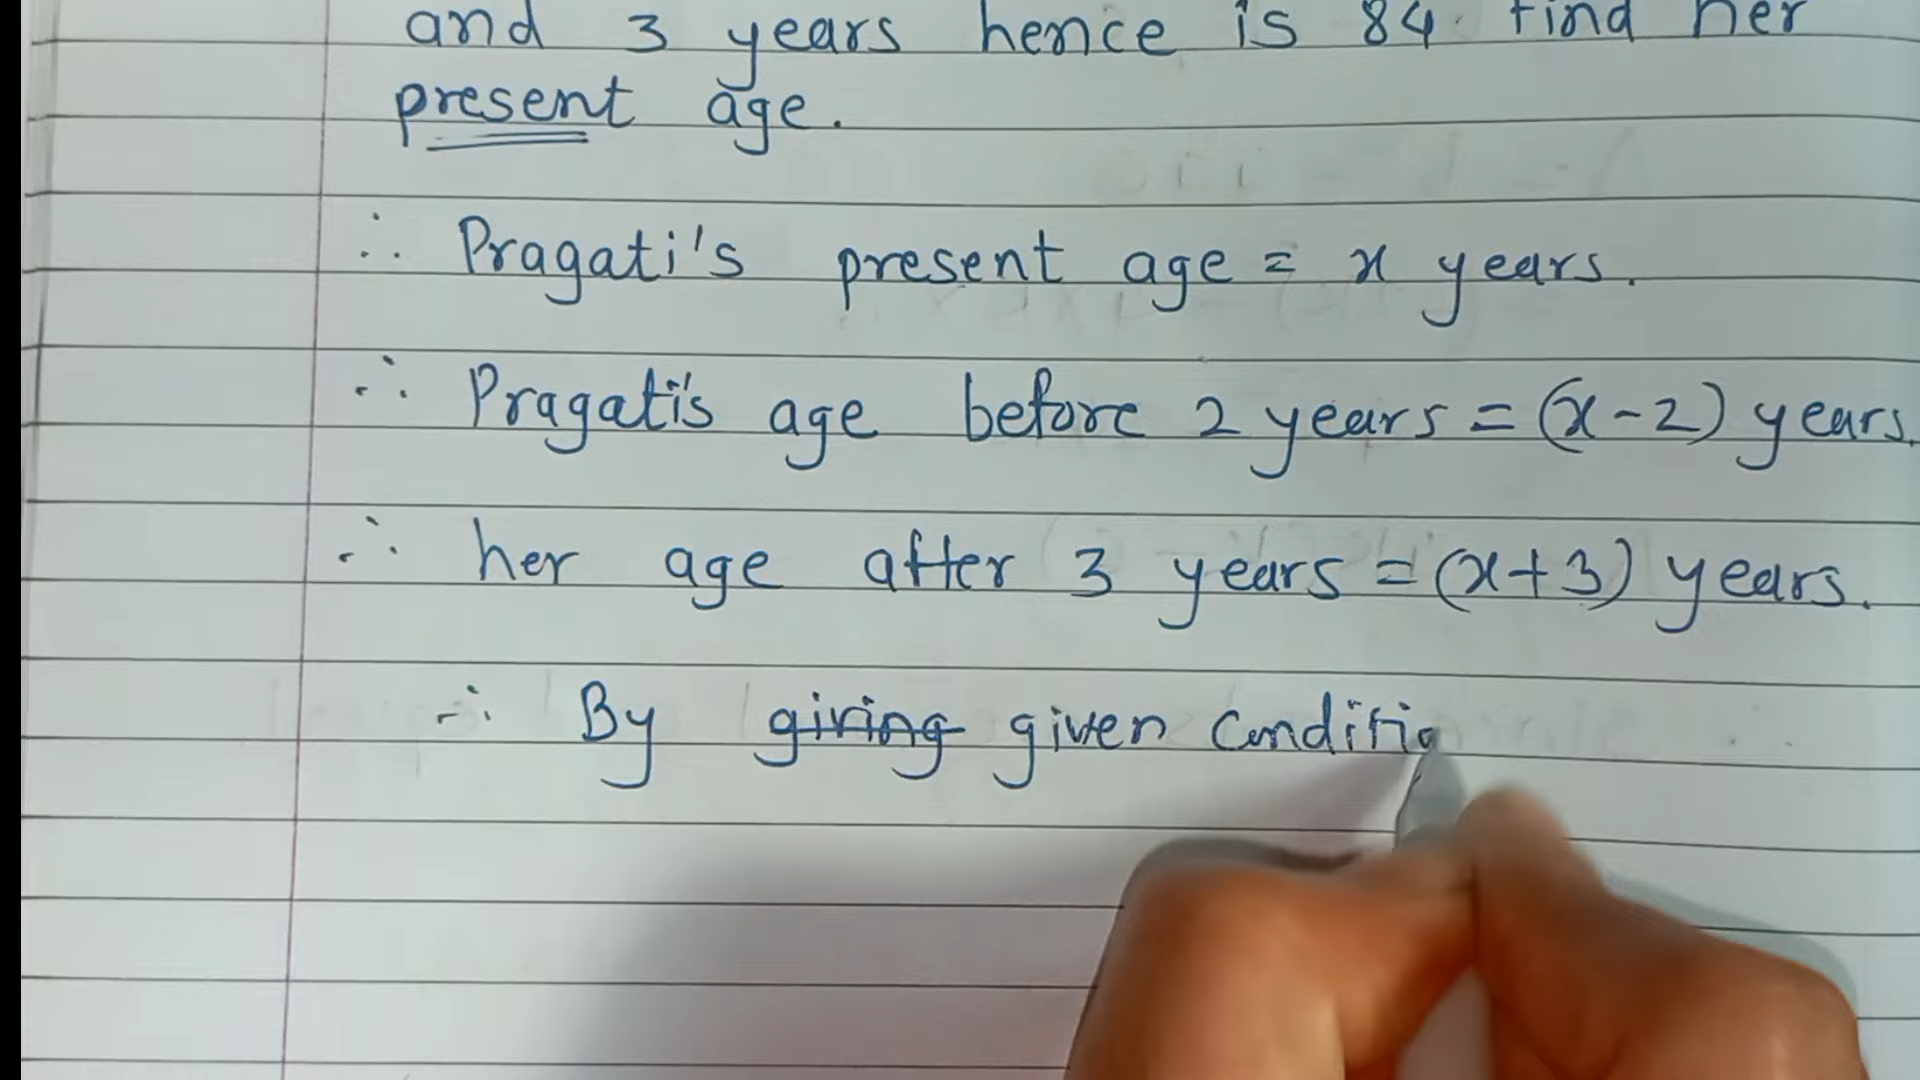 and 3 years hence is 84. Find her
present age.
∴ Pragati's present age = x years.
∴ Pragati's age before 2 years = (x-2) years.
∴ her age after 3 years = (x+3) years.
∴ By giving given conditio